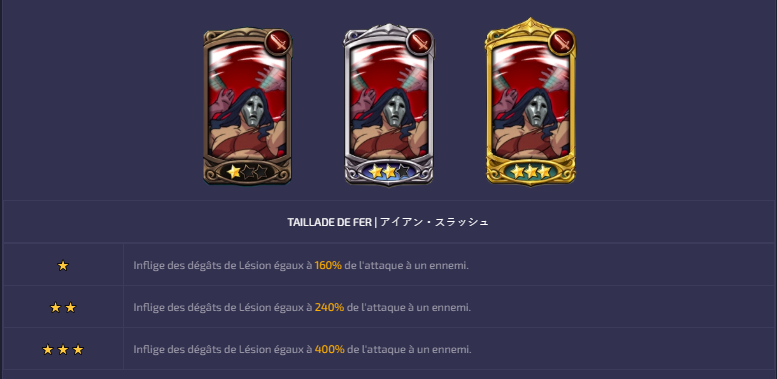 TAILLADE DE FER | アイアン・スラッシュ
Inflige des dégâts de Lésion égaux à 160% de l'attaque à un ennemi.
Inflige des dégâts de Lésion égaux à 240% de l'attaque à un ennemi.
Inflige des dégâts de Lésion égaux à 400% de l'attaque à un ennemi.